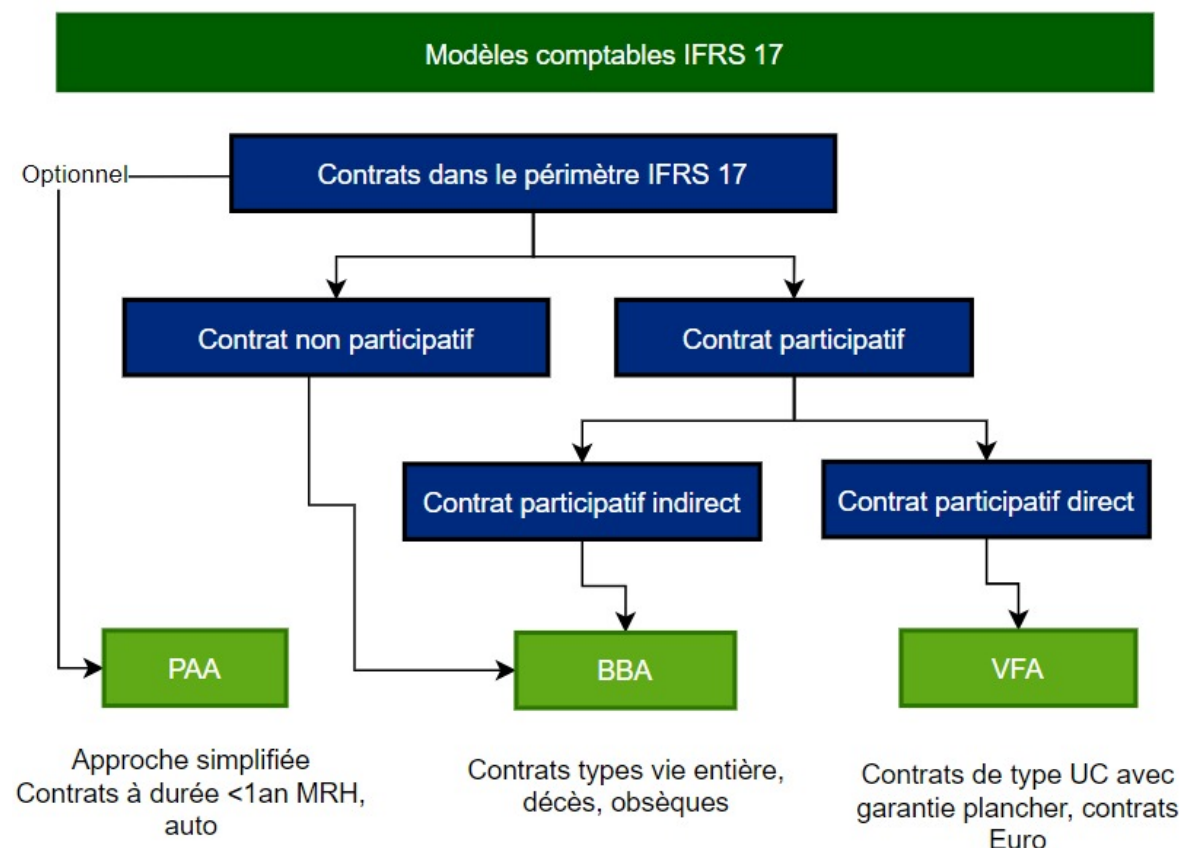 Modèles comptables IFRS 17
Optionnel
Contrats dans le périmètre IFRS 17
Contrat non participatif
Contrat participatif
Contrat participatif indirect
Contrat participatif direct
PAA
BBA
VFA
Approche simplifiée
Contrats à durée <1an MRH,
auto
Contrats types vie entière,
décès, obsèques
Contrats de type UC avec
garantie plancher, contrats
Euro